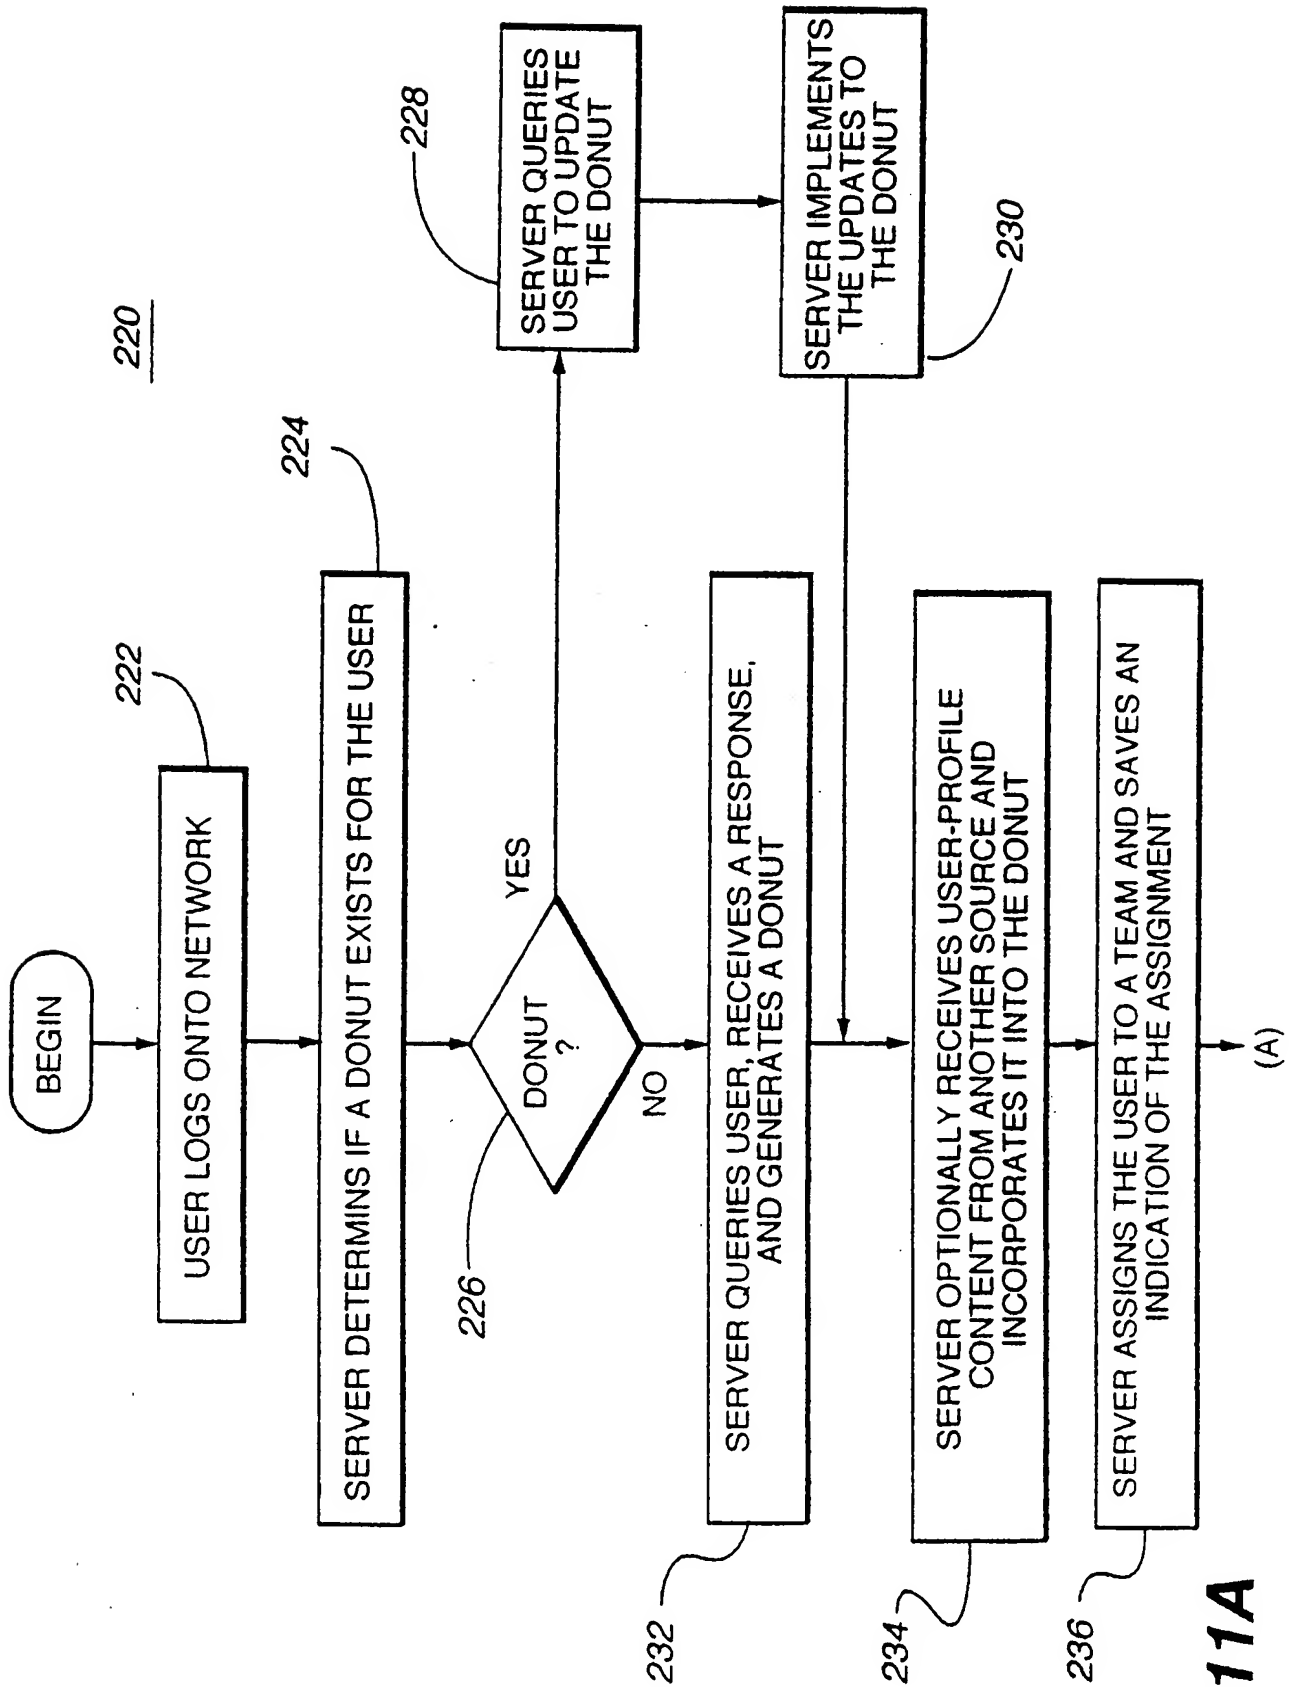 220
BEGIN
222
USER LOGS ONTO NETWORK
224
SERVER DETERMINS IF A DONUT EXISTS FOR THE USER
226
DONUT
?
YES
NO
228
SERVER QUERIES
USER TO UPDATE
THE DONUT
SERVER IMPLEMENTS
THE UPDATES TO
THE DONUT
230
232
SERVER QUERIES USER, RECEIVES A RESPONSE,
AND GENERATES A DONUT
234
SERVER OPTIONALLY RECEIVES USER-PROFILE
CONTENT FROM ANOTHER SOURCE AND
INCORPORATES IT INTO THE DONUT
236
SERVER ASSIGNS THE USER TO A TEAM AND SAVES AN
INDICATION OF THE ASSIGNMENT
(A)
11A